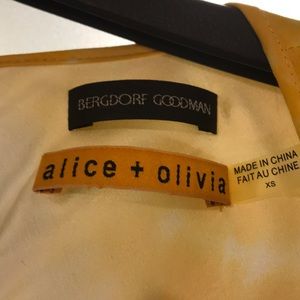 BERGDORF GOODMAN
alice + olivia
MADE IN CHINA
FAIT AU CHINE
XS